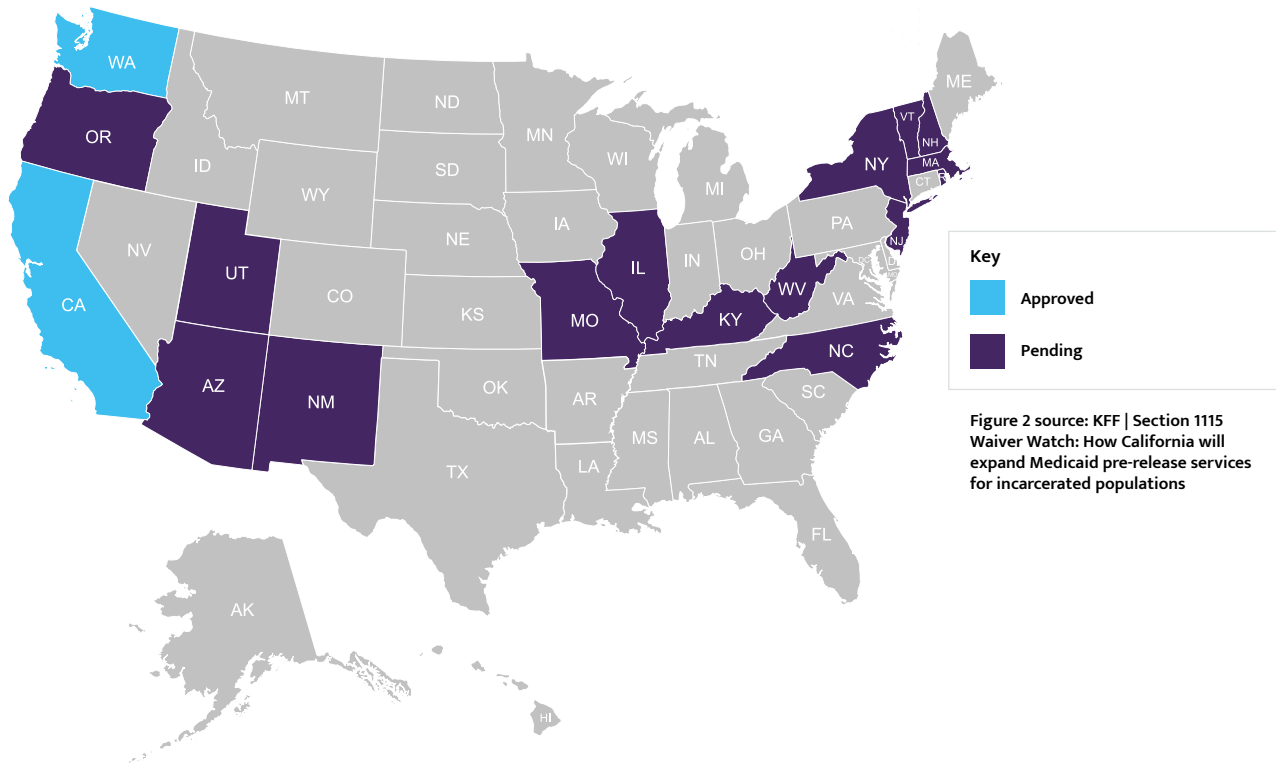 WA
OR
CA
NV
ID
MT
WY
UT
AZ
CO
NM
ND
SD
NE
KS
OK
TX
MN
IA
MO
AR
LA
WI
IL
MI
IN
OH
KY
TN
MS
AL
GA
FL
SC
NC
VA
WV
PA
NY
VT
NH
MA
CT
NJ
ME
AK
HI
Key
Approved
Pending
Figure 2 source: KFF | Section 1115
Waiver Watch: How California will
expand Medicaid pre-release services
for incarcerated populations